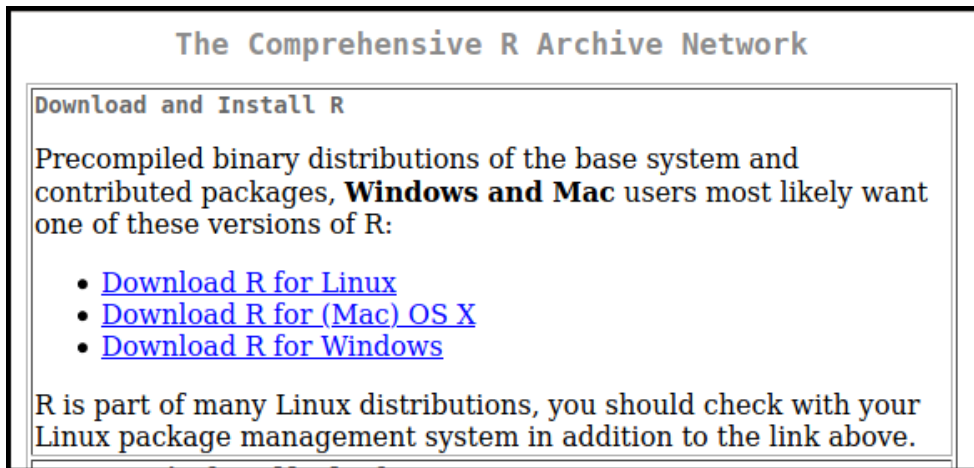 The Comprehensive R Archive Network
Download and Install R
Precompiled binary distributions of the base system and
contributed packages, Windows and Mac users most likely want
one of these versions of R:
Download R for Linux
Download R for (Mac) OS X
Download R for Windows
R is part of many Linux distributions, you should check with your
Linux package management system in addition to the link above.